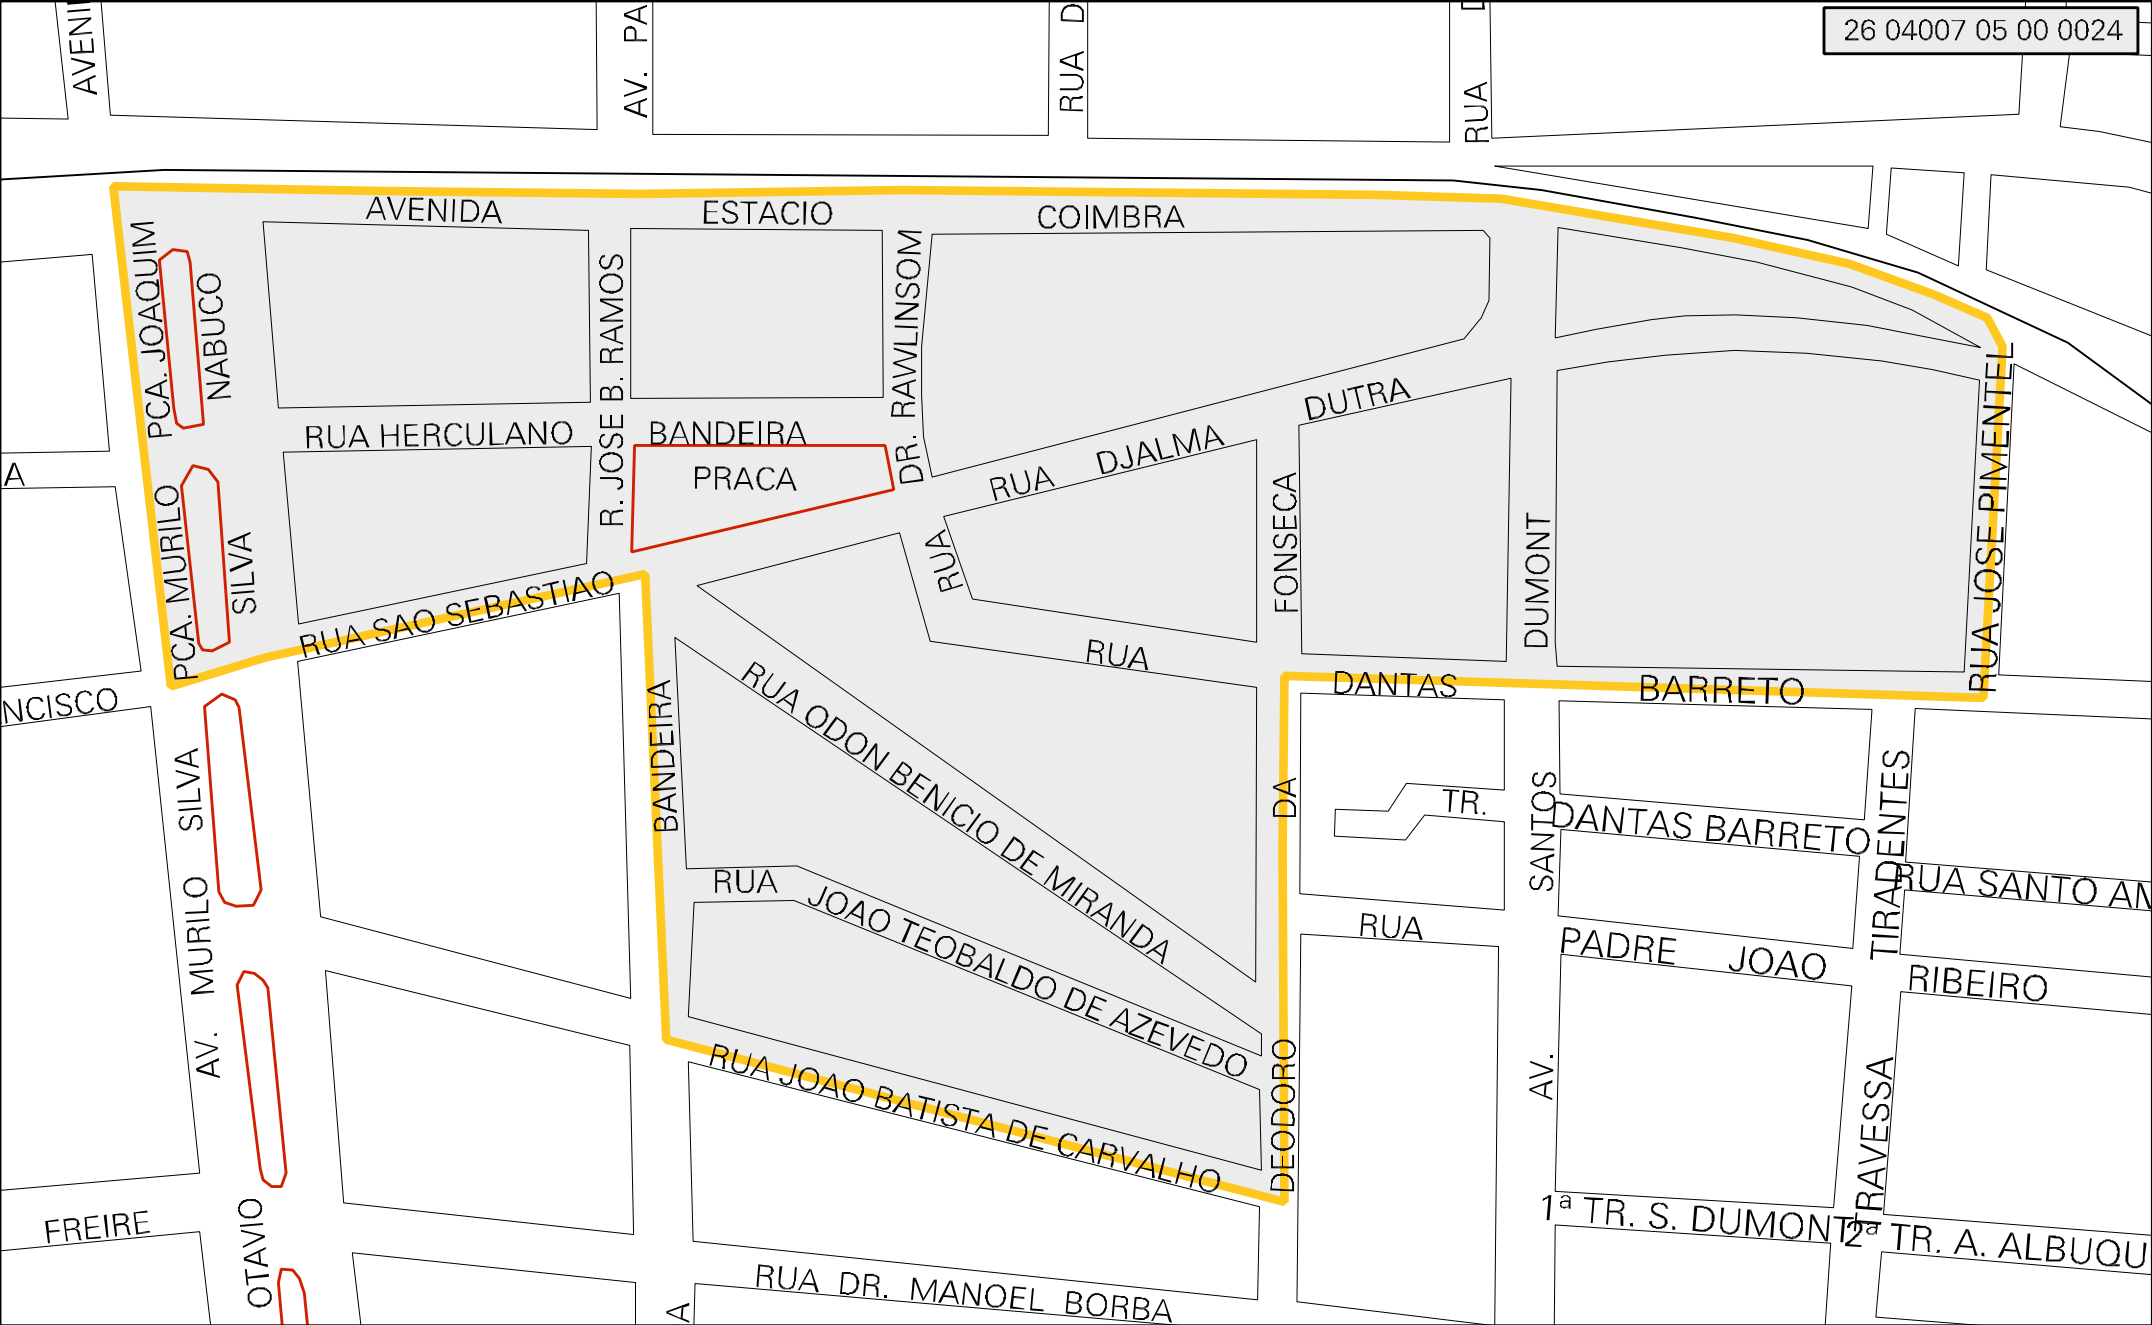 AVENI
AV. PA
RUA D
RUA
26 04007 05 00 0024
AVENIDA ESTACIO COIMBRA
PCA. JOAQUIM
NABUCO
R. JOSE B. RAMOS
DR. RAWLINSOM
RUA HERCULANO BANDEIRA
PRACA
RUA DJALMA DUTRA
RUA JOSE PIMENTEL
A
PCA. MURILO
SILVA
RUA SAO SEBASTIAO
RUA
RUA
FONSECA
DUMONT
NCISCO
BANDEIRA
RUA ODON BENICIO DE MIRANDA
DANTAS BARRETO
DA
TR.
SANTOS
DANTAS BARRETO
TIRADENTES
RUA SANTO AN
AV. MURILO SILVA
RUA
JOAO TEOBALDO DE AZEVEDO
RUA
PADRE JOAO RIBEIRO
RUA JOAO BATISTA DE CARVALHO
DEODORO
AV.
TRAVESSA
1ª TR. S. DUMONT
2ª TR. A. ALBUQU
FREIRE
OTAVIO
RUA DR. MANOEL BORBA
A